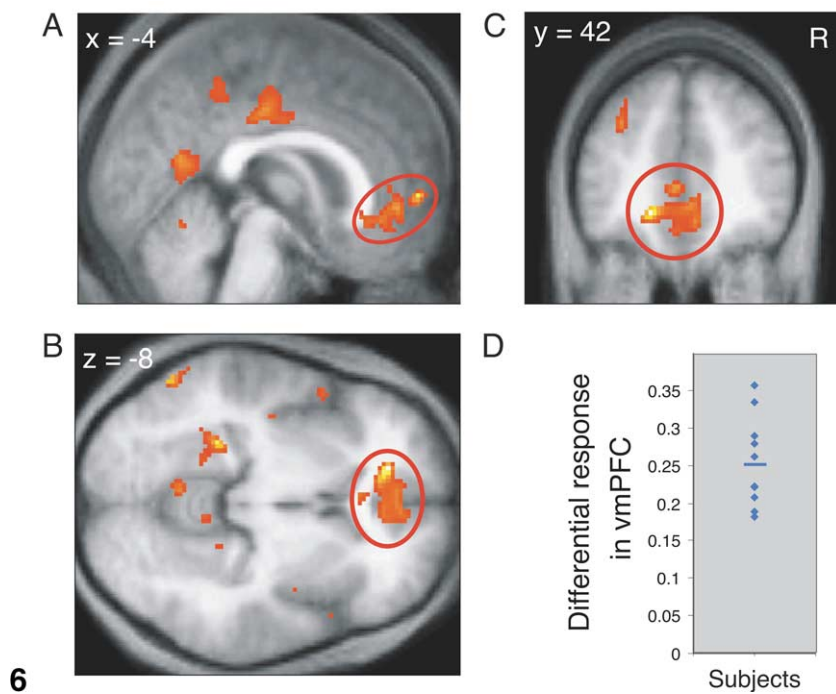 A
x = -4
C
y = 42
R
B
z = -8
D
Differential response
in vmPFC
0.35
0.3
0.25
0.2
0.15
0.1
0.05
0
Subjects
6